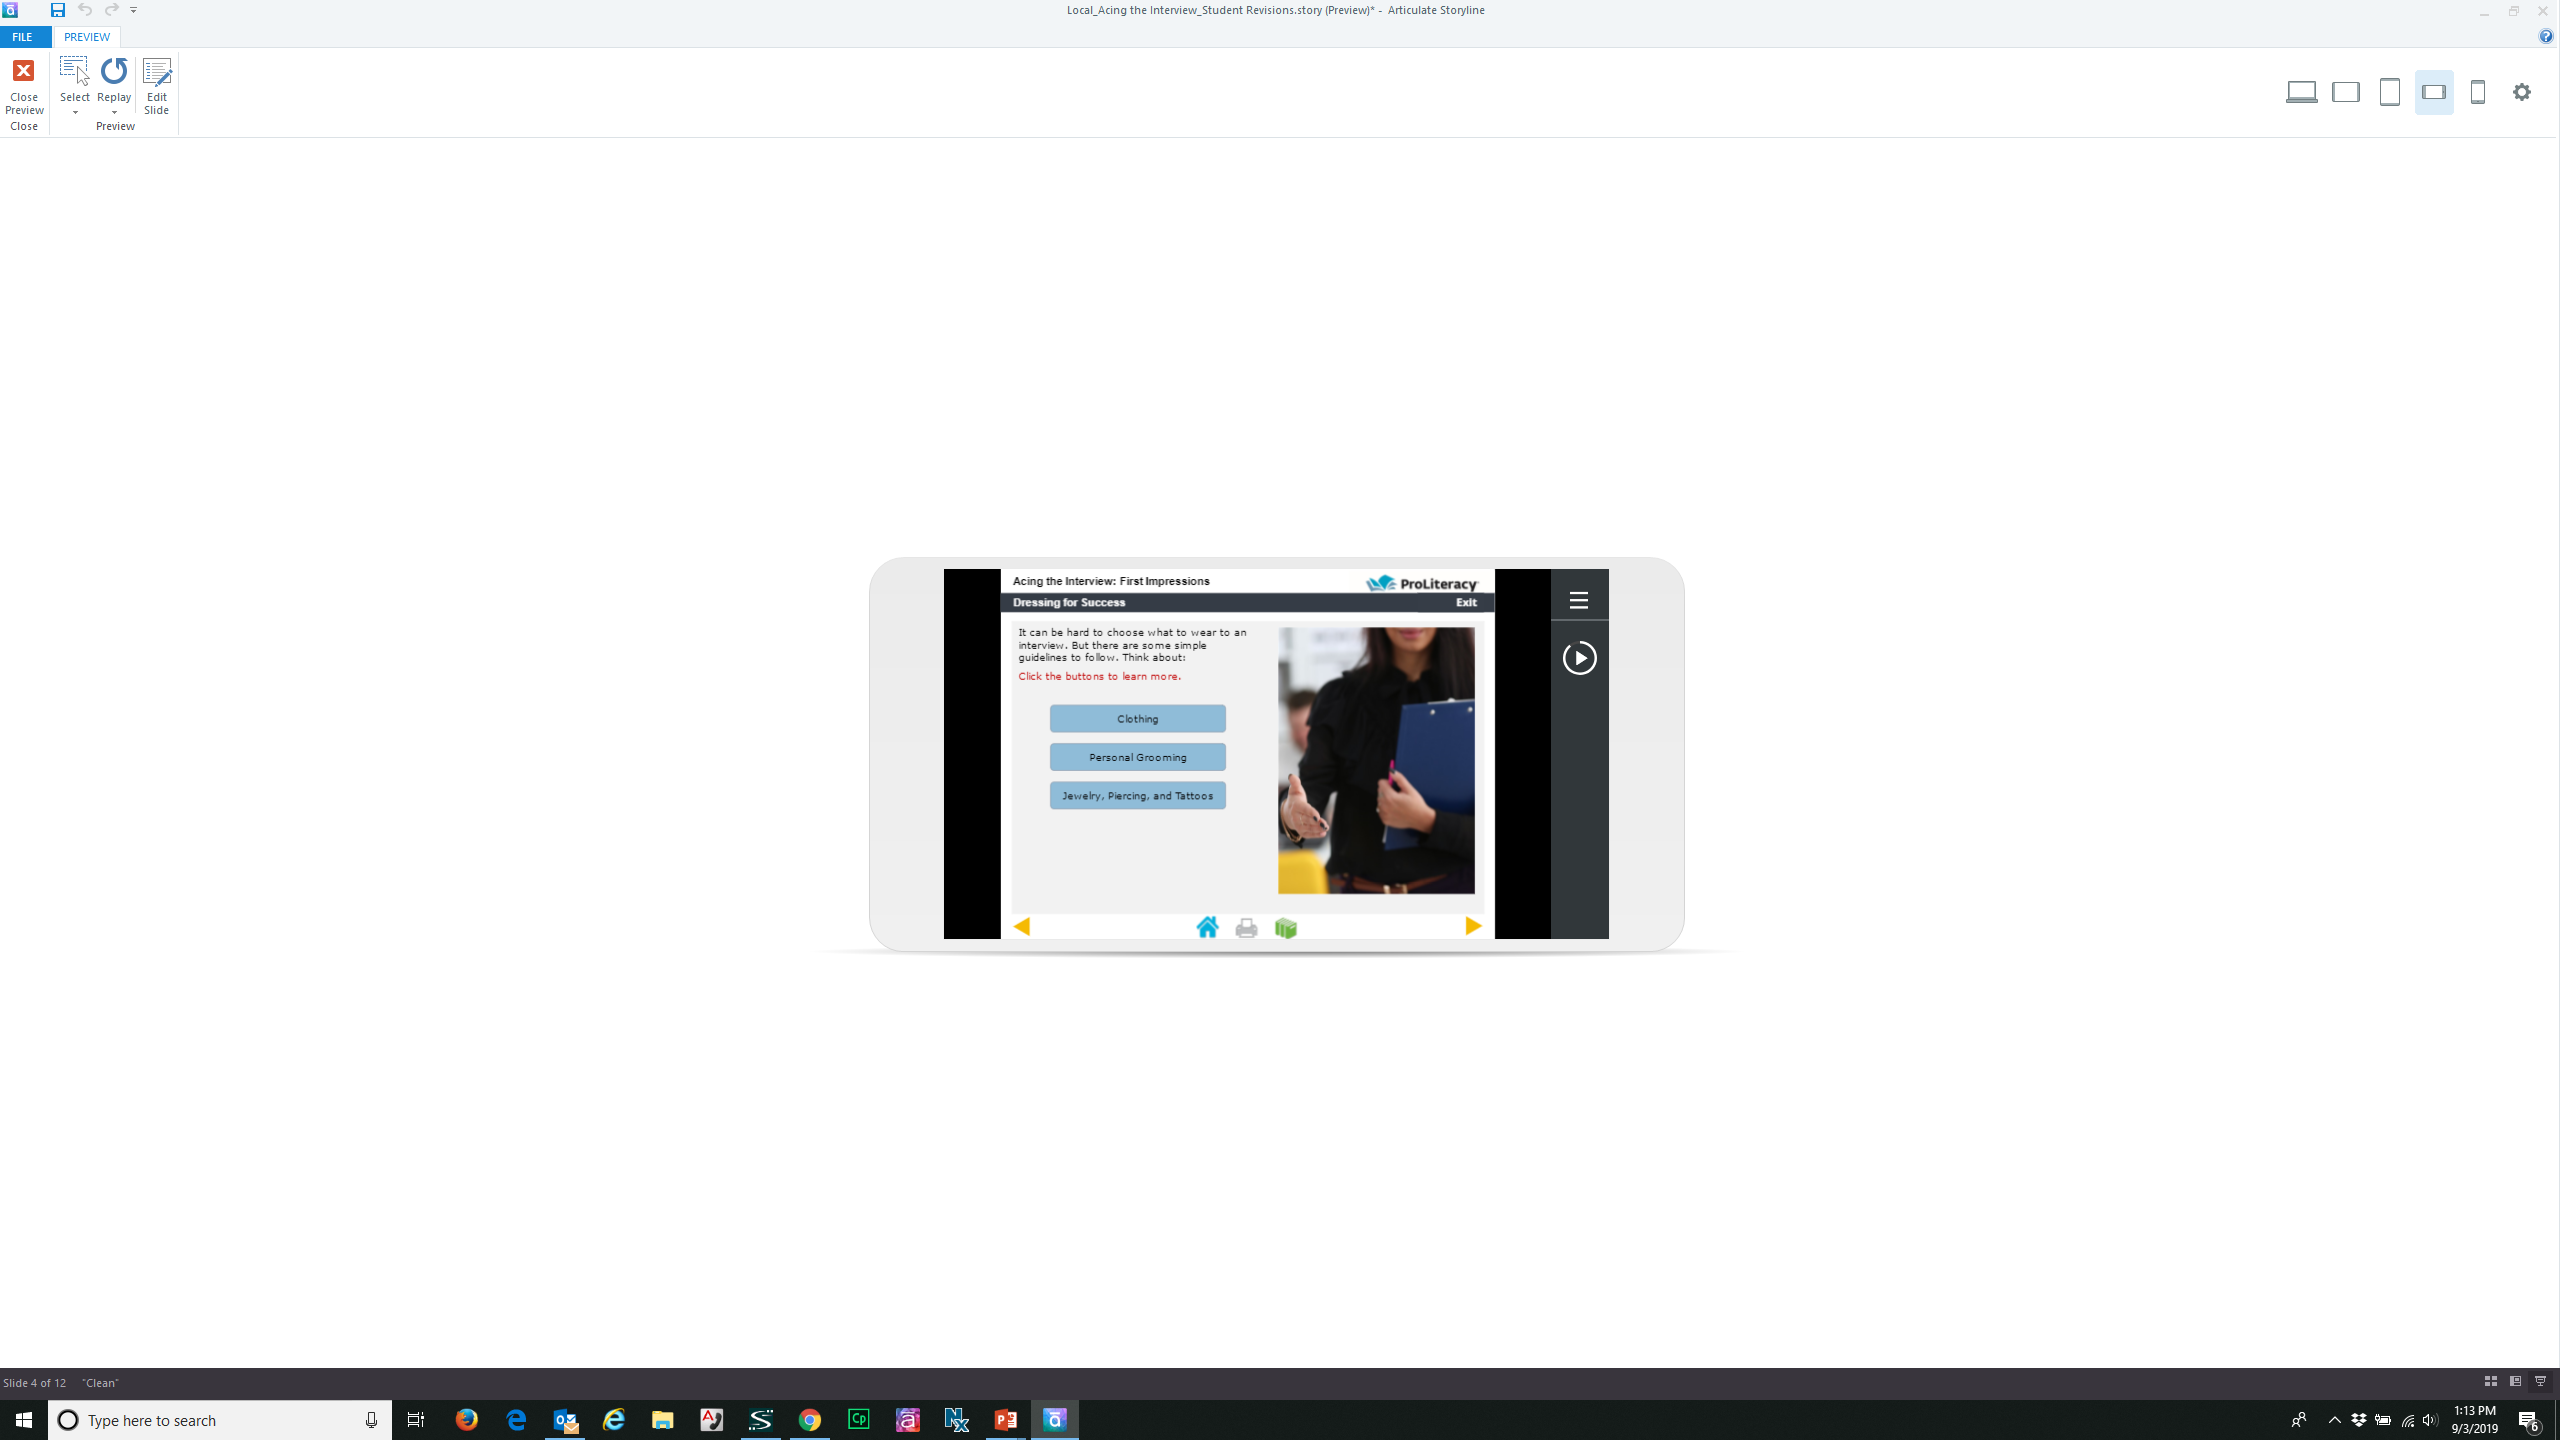 Local_Acing the Interview_Student Revisions.story (Preview)* - Articulate Storyline
FILE
PREVIEW
Close
Preview
Select
Replay
Edit
Slide
Close
Preview
Acing the Interview: First Impressions
ProLiteracy
Dressing for Success
Exit
It can be hard to choose what to wear to an
interview. But there are some simple
guidelines to follow. Think about:
Click the buttons to learn more.
Clothing
Personal Grooming
Jewelry, Piercing, and Tattoos
Slide 4 of 12
"Clean"
Type here to search
Cp
1:13 PM
9/3/2019
6